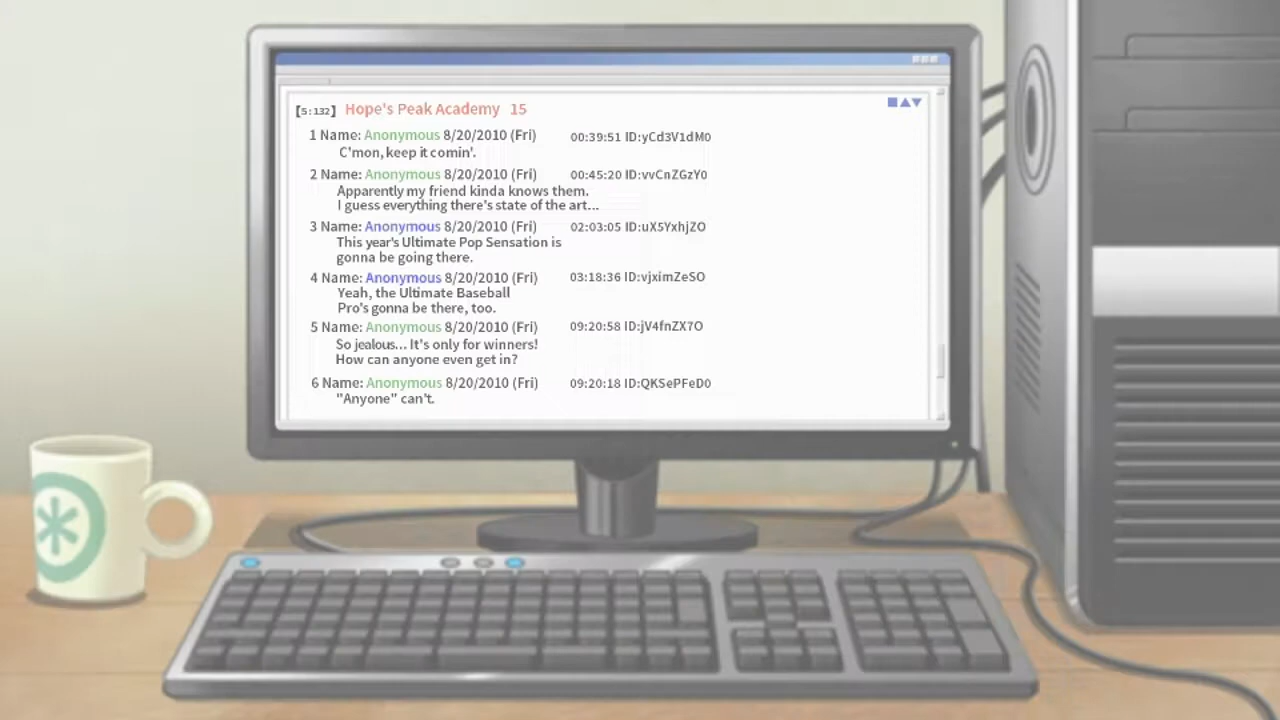 【5:132】 Hope's Peak Academy 15
1 Name: Anonymous 8/20/2010 (Fri) 00:39:51 ID:yCd3V1dM0
C'mon, keep it comin'.
2 Name: Anonymous 8/20/2010 (Fri) 00:45:20 ID:vvCnZGzY0
Apparently my friend kinda knows them.
I guess everything there's state of the art...
3 Name: Anonymous 8/20/2010 (Fri) 02:03:05 ID:uX5YxhjZO
This year's Ultimate Pop Sensation is
gonna be going there.
4 Name: Anonymous 8/20/2010 (Fri) 03:18:36 ID:vjximZeSO
Yeah, the Ultimate Baseball
Pro's gonna be there, too.
5 Name: Anonymous 8/20/2010 (Fri) 09:20:58 ID:jV4fnZX7O
So jealous... It's only for winners!
How can anyone even get in?
6 Name: Anonymous 8/20/2010 (Fri) 09:20:18 ID:QKSePFeD0
"Anyone" can't.